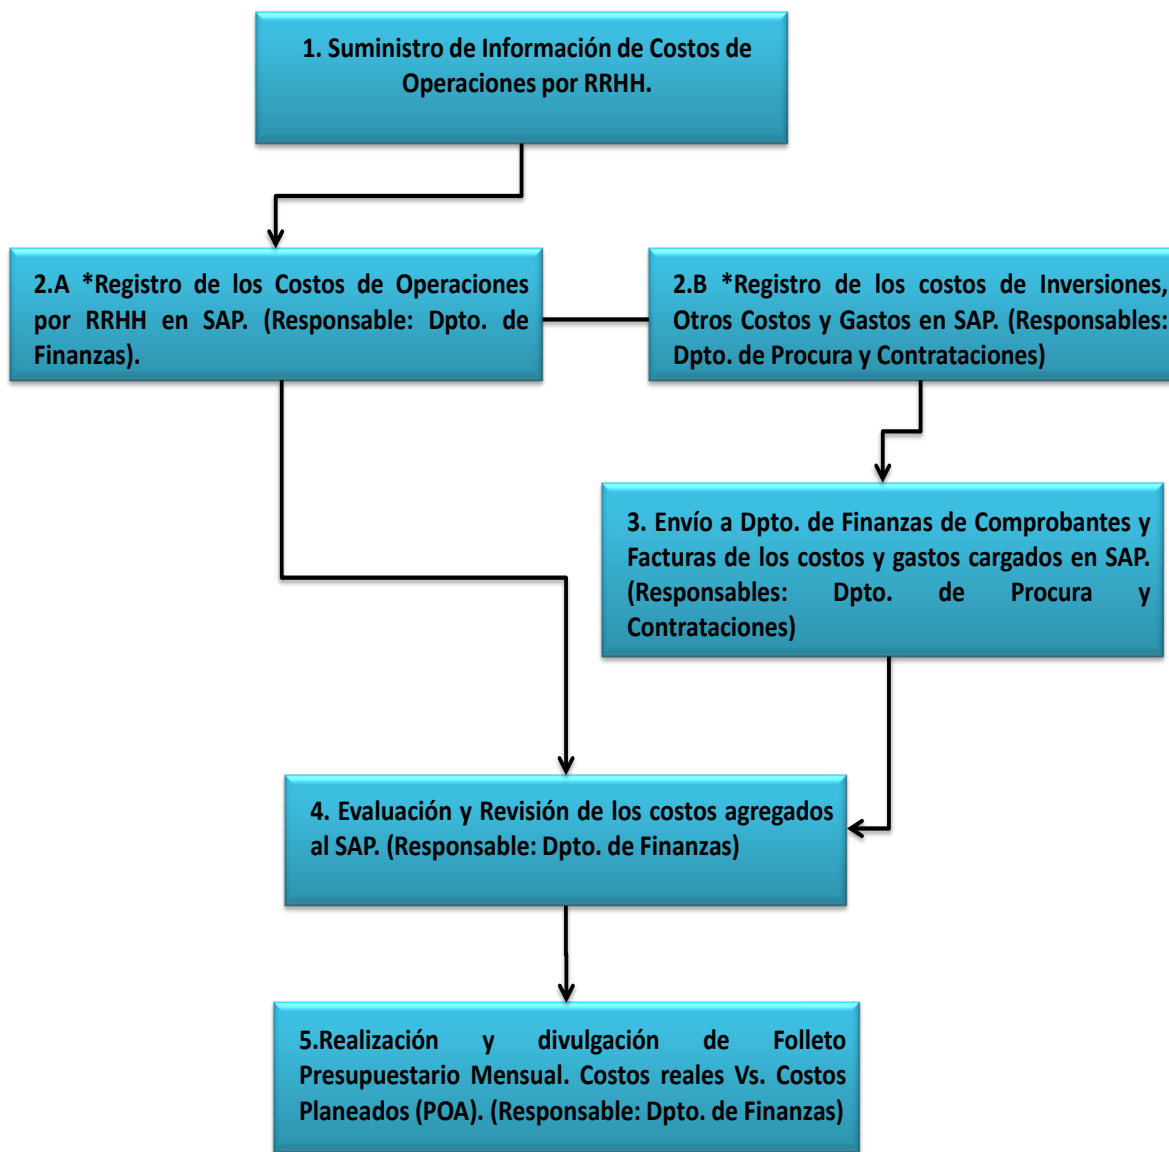 1. Suministro de Información de Costos de
Operaciones por RRHH.
2.A *Registro de los Costos de Operaciones
por RRHH en SAP. (Responsable: Dpto. de
Finanzas).
2.B *Registro de los costos de Inversiones,
Otros Costos y Gastos en SAP. (Responsables:
Dpto. de Procura y Contrataciones)
3. Envío a Dpto. de Finanzas de Comprobantes y
Facturas de los costos y gastos cargados en SAP.
(Responsables: Dpto. de Procura y
Contrataciones)
4. Evaluación y Revisión de los costos agregados
al SAP. (Responsable: Dpto. de Finanzas)
5.Realización y divulgación de Folleto
Presupuestario Mensual. Costos reales Vs. Costos
Planeados (POA). (Responsable: Dpto. de Finanzas)